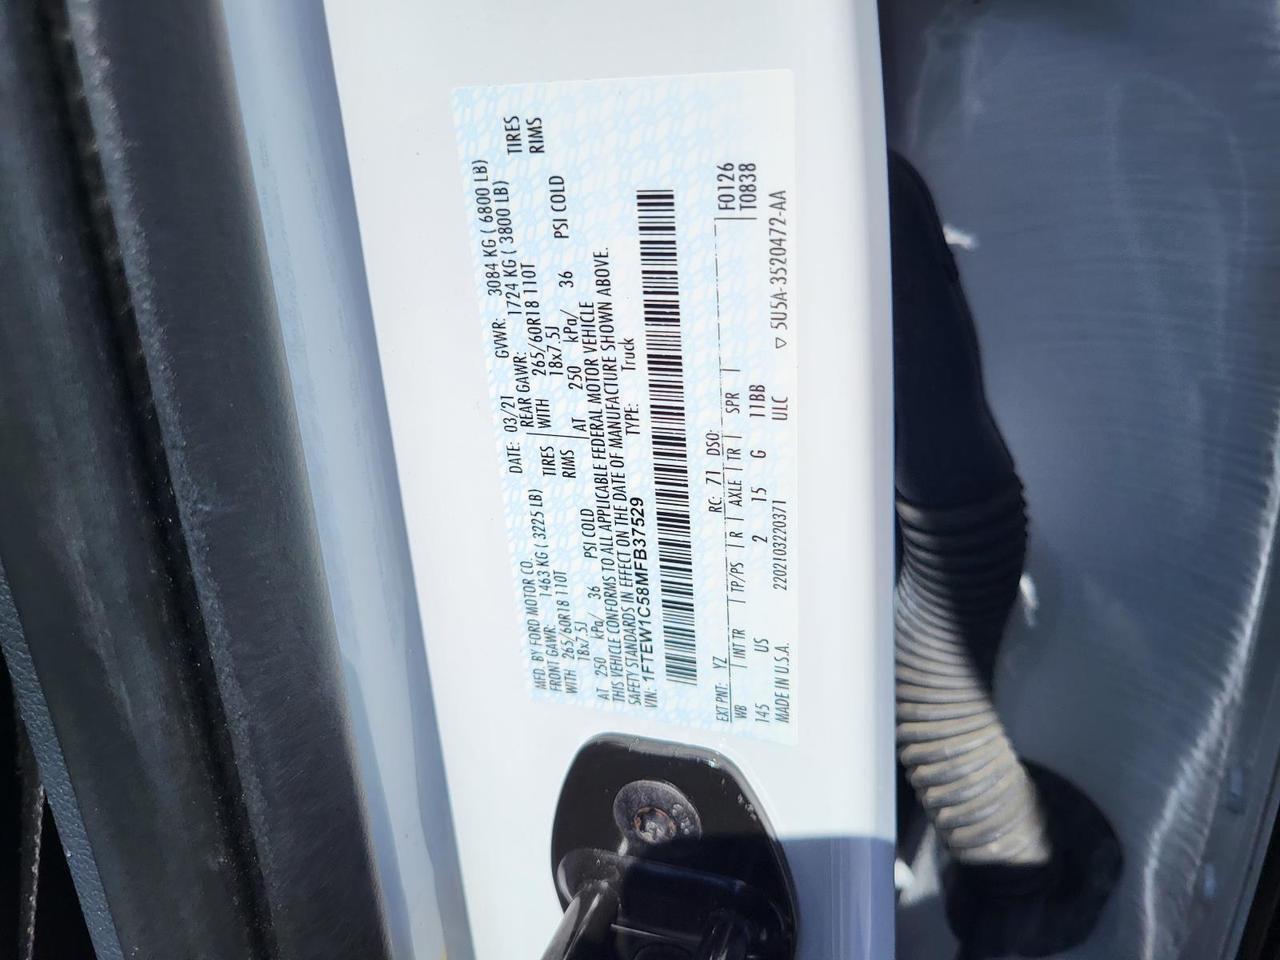 MFD. BY FORD MOTOR CO.
DATE: 03/21 GVWR: 3084 KG ( 6800 LB)
FRONT GAWR: 1463 KG ( 3225 LB)
REAR GAWR: 1724 KG ( 3800 LB)
WITH 265/60R18 110T TIRES
WITH 265/60R18 110T TIRES
18x7.5J RIMS
18x7.5J RIMS
AT 250 kPa/ 36 PSI COLD
AT 250 kPa/ 36 PSI COLD
THIS VEHICLE CONFORMS TO ALL APPLICABLE FEDERAL MOTOR VEHICLE
SAFETY STANDARDS IN EFFECT ON THE DATE OF MANUFACTURE SHOWN ABOVE.
VIN: 1FTEW1C58MFB37529 TYPE: Truck
EXT PNT: YZ RC: 71 DSO: F0126
WB INT TR TP/PS R AXLE TR SPR T0838
145 US 2 15 G 11BB
MADE IN U.S.A. 2202103220371 ULC ▽ 5U5A-3520472-AA